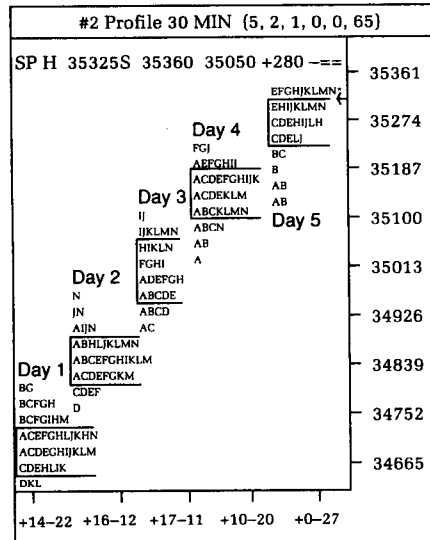 #2 Profile 30 MIN (5, 2, 1, 0, 0, 65)
SP H 35325S 35360 35050 +280 -==
35361
35274
35187
35100
35013
34926
34839
34752
34665
Day 1
BG
BCFGH
BCFGIHM
ACEFGHLJKHN
ACDEGHIJKLM
CDEHLIK
DKL
Day 2
N
JN
AIJN
ABHLJKLMN
ABCEFGHIKLM
ACDEFGKM
CDEF
D
Day 3
IJ
IJKLMN
HIKLN
FGHI
ADEFGH
ABCDE
ABCD
AC
Day 4
FGJ
AEFGHIJ
ACDEFGHIJK
ACDEKLM
ABCKLMN
ABCN
AB
A
EFGHJKLMN*
EHIJKLMN
CDEHIJLH
CDELJ
BC
B
AB
AB
Day 5
+14-22 +16-12 +17-11 +10-20 +0-27